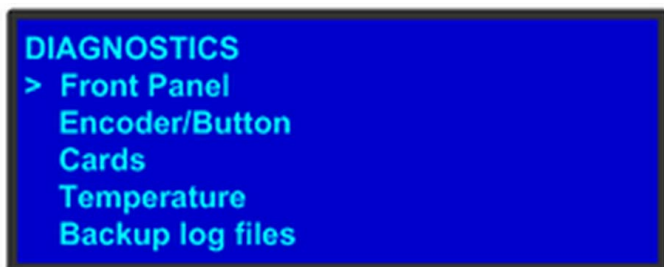 DIAGNOSTICS
> Front Panel
Encoder/Button
Cards
Temperature
Backup log files